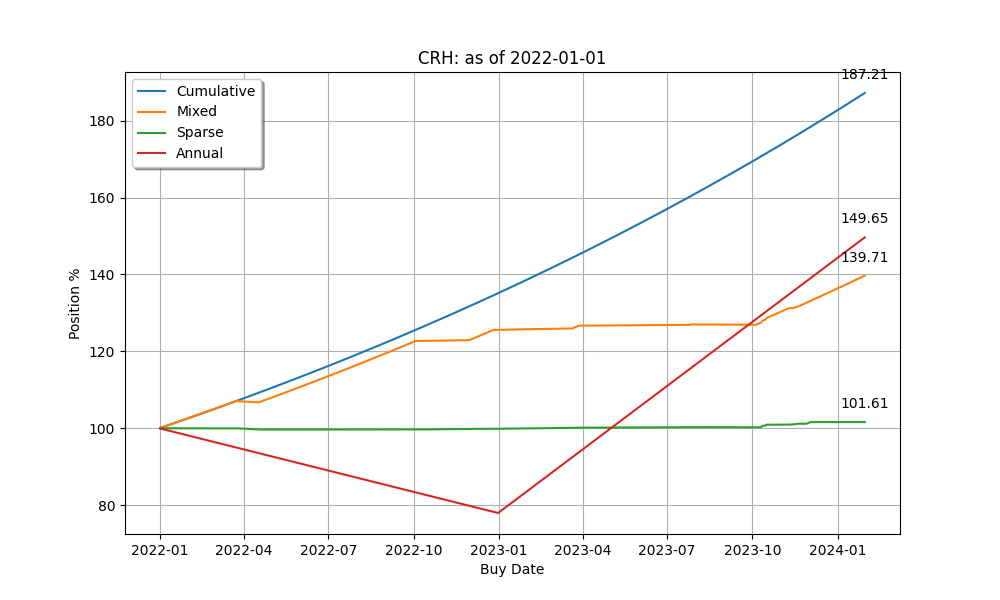 CRH: as of 2022-01-01
187.21
Cumulative
Mixed
Sparse
Annual
180
160
149.65
140
139.71
120
101.61
100
80
Position %
2022-01 2022-04 2022-07 2022-10 2023-01 2023-04 2023-07 2023-10 2024-01
Buy Date